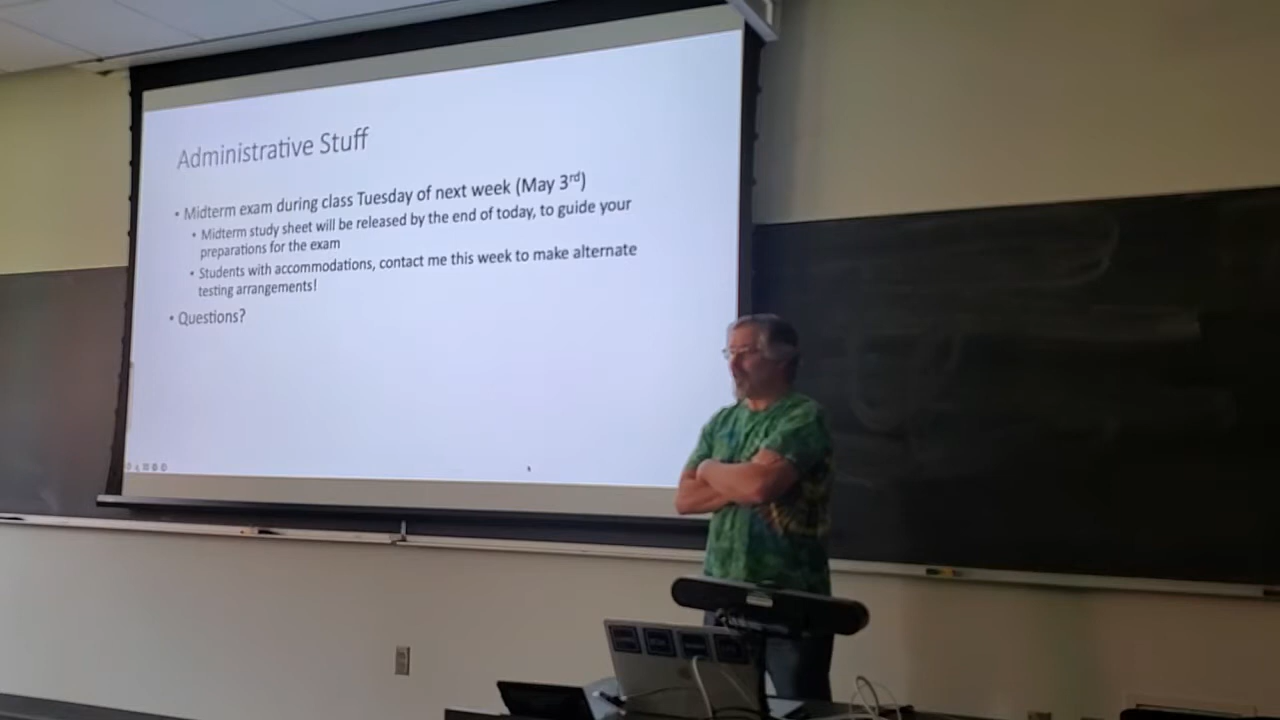 Administrative Stuff
• Midterm exam during class Tuesday of next week (May 3rd)
• Midterm study sheet will be released by the end of today, to guide your
preparations for the exam
• Students with accommodations, contact me this week to make alternate
testing arrangements!
• Questions?